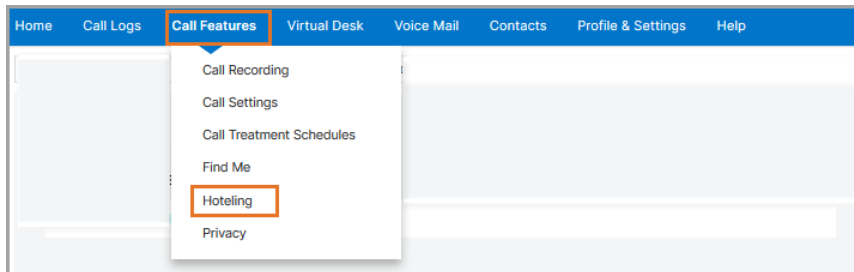 Home Call Logs Call Features Virtual Desk Voice Mail Contacts Profile & Settings Help
Call Recording
Call Settings
Call Treatment Schedules
Find Me
Hoteling
Privacy